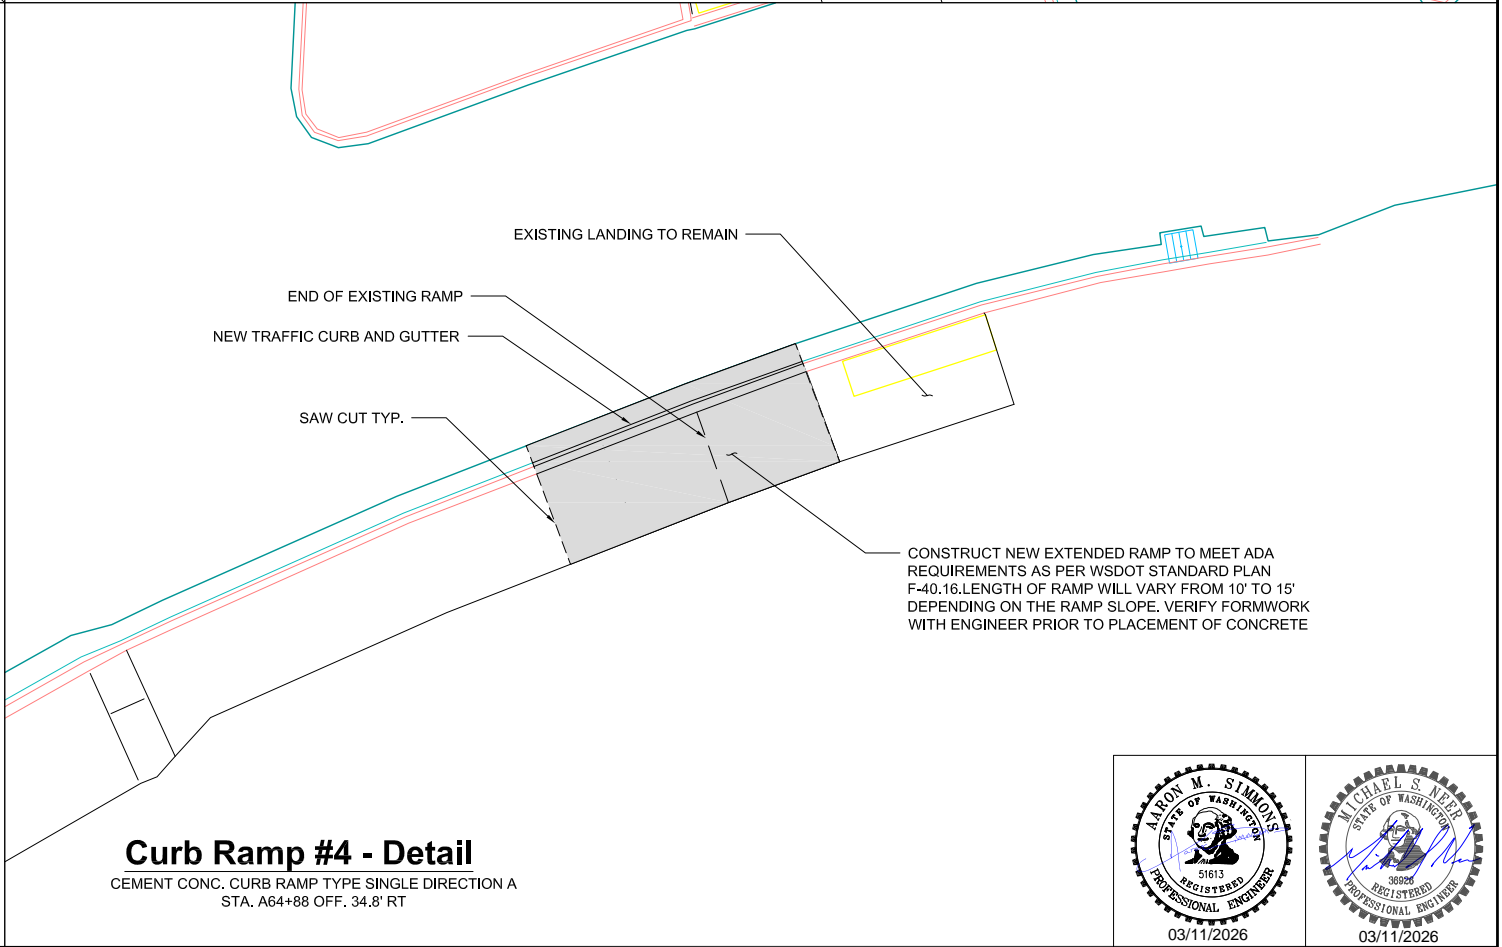 EXISTING LANDING TO REMAIN
END OF EXISTING RAMP
NEW TRAFFIC CURB AND GUTTER
SAW CUT TYP.
CONSTRUCT NEW EXTENDED RAMP TO MEET ADA
REQUIREMENTS AS PER WSDOT STANDARD PLAN
F-40.16.LENGTH OF RAMP WILL VARY FROM 10' TO 15'
DEPENDING ON THE RAMP SLOPE. VERIFY FORMWORK
WITH ENGINEER PRIOR TO PLACEMENT OF CONCRETE
Curb Ramp #4 - Detail
CEMENT CONC. CURB RAMP TYPE SINGLE DIRECTION A
STA. A64+88 OFF. 34.8' RT
AARON M. SIMMONS
STATE OF WASHINGTON
51613
REGISTERED
PROFESSIONAL ENGINEER
03/11/2026
MICHAEL S. NEER
STATE OF WASHINGTON
36926
REGISTERED
PROFESSIONAL ENGINEER
03/11/2026